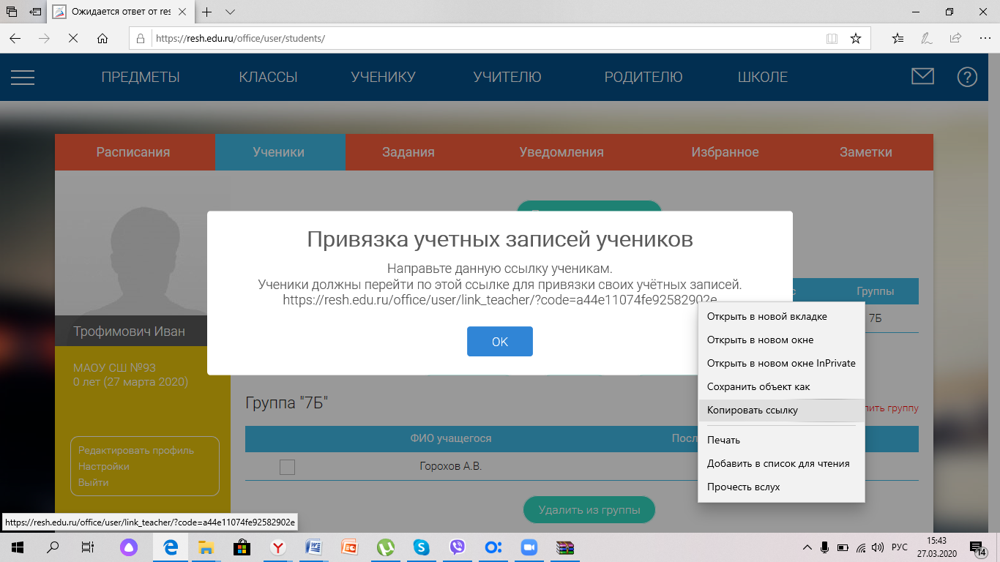 Ожидается ответ от res
https://resh.edu.ru/office/user/students/
ПРЕДМЕТЫ КЛАССЫ УЧЕНИКУ УЧИТЕЛЮ РОДИТЕЛЮ ШКОЛЕ
Расписания Ученики Задания Уведомления Избранное Заметки
Привязка учетных записей учеников
Направьте данную ссылку ученикам.
Ученики должны перейти по этой ссылке для привязки своих учётных записей.
https://resh.edu.ru/office/user/link_teacher/?code=a44e11074fe92582902e
OK
Группы
7Б
Трофимович Иван
МАОУ СШ №93
0 лет (27 марта 2020)
Редактировать профиль
Настройки
Выйти
Группа "7Б"
ФИО учащегося
Горохов А.В.
Удалить из группы
Открыть в новой вкладке
Открыть в новом окне
Открыть в новом окне InPrivate
Сохранить объект как
Копировать ссылку
Печать
Добавить в список для чтения
Прочесть вслух
https://resh.edu.ru/office/user/link_teacher/?code=a44e11074fe92582902e
РУС
15:43
27.03.2020
14